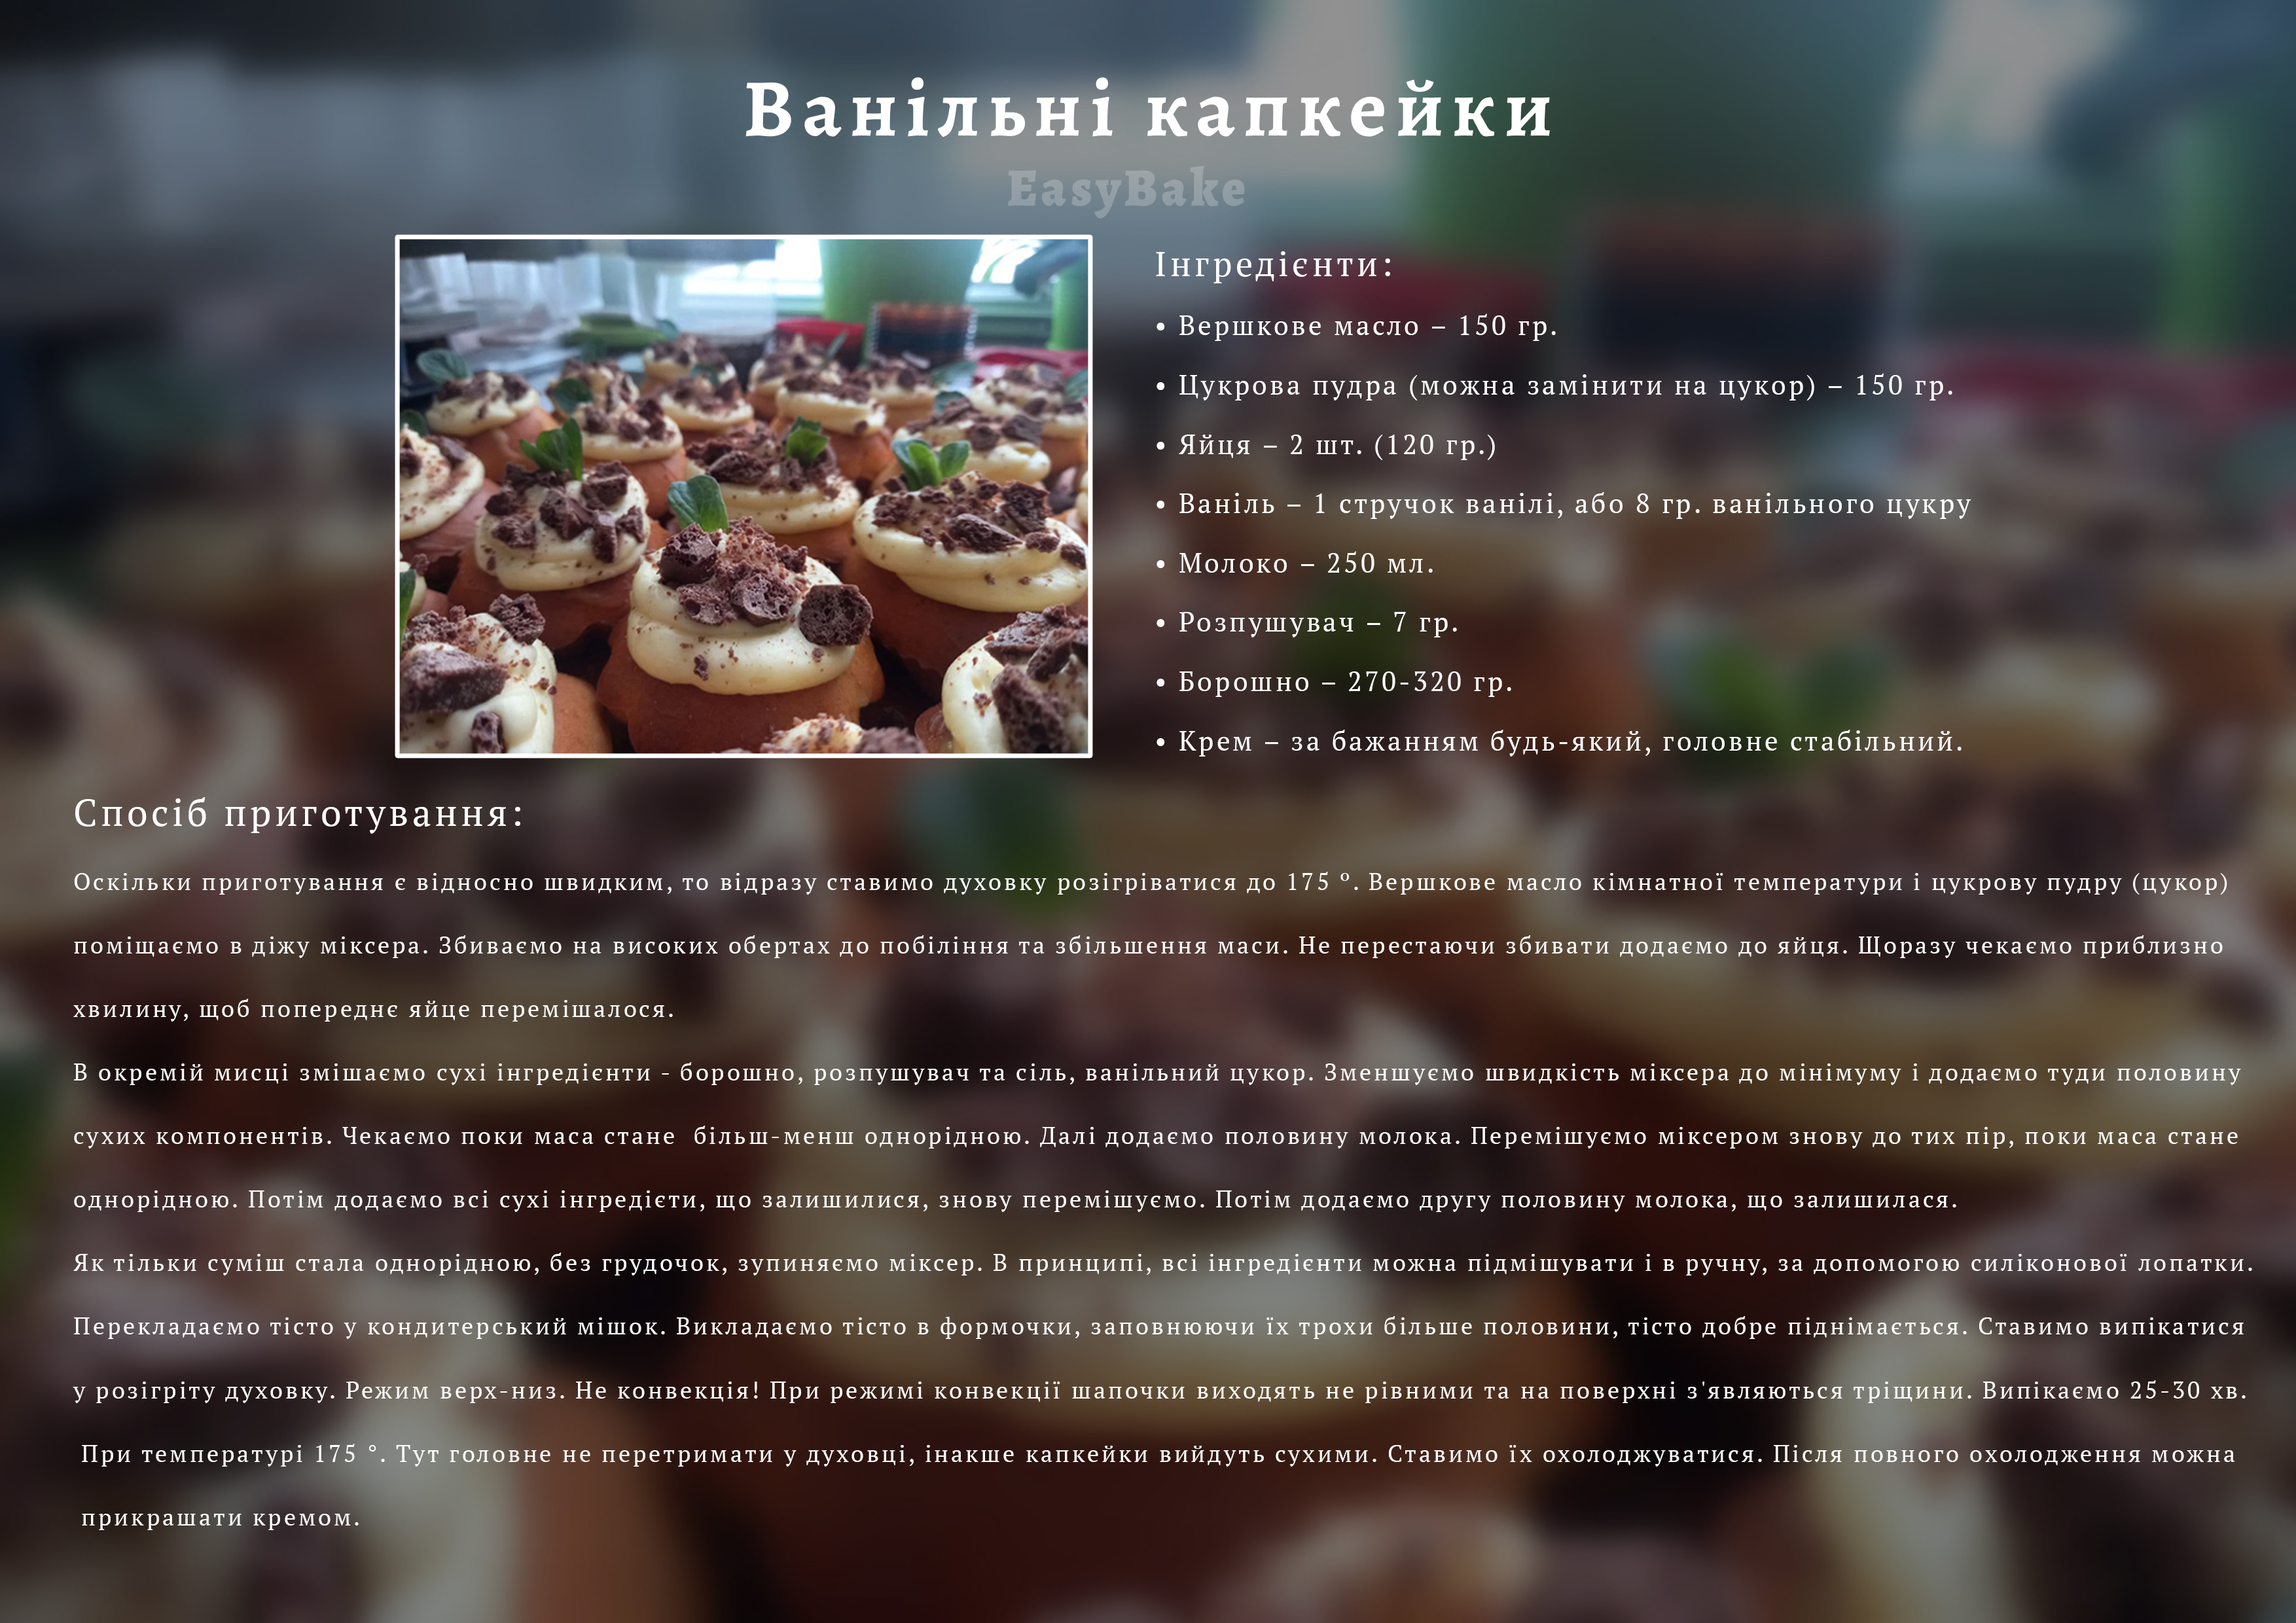 Ванільні капкейки
EasyBake
Інгредієнти:
• Вершкове масло – 150 гр.
• Цукрова пудра (можна замінити на цукор) – 150 гр.
• Яйця – 2 шт. (120 гр.)
• Ваніль – 1 стручок ванілі, або 8 гр. ванільного цукру
• Молоко – 250 мл.
• Розпушувач – 7 гр.
• Борошно – 270-320 гр.
• Крем – за бажанням будь-який, головне стабільний.
Спосіб приготування:
Оскільки приготування є відносно швидким, то відразу ставимо духовку розігріватися до 175 º. Вершкове масло кімнатної температури і цукрову пудру (цукор)
поміщаємо в діжу міксера. Збиваємо на високих обертах до побіління та збільшення маси. Не перестаючи збивати додаємо до яйця. Щоразу чекаємо приблизно
хвилину, щоб попереднє яйце перемішалося.
В окремій мисці змішаємо сухі інгредієнти - борошно, розпушувач та сіль, ванільний цукор. Зменшуємо швидкість міксера до мінімуму і додаємо туди половину
сухих компонентів. Чекаємо поки маса стане  більш-менш однорідною. Далі додаємо половину молока. Перемішуємо міксером знову до тих пір, поки маса стане
однорідною. Потім додаємо всі сухі інгредієти, що залишилися, знову перемішуємо. Потім додаємо другу половину молока, що залишилася.
Як тільки суміш стала однорідною, без грудочок, зупиняємо міксер. В принципі, всі інгредієнти можна підмішувати і в ручну, за допомогою силіконової лопатки.
Перекладаємо тісто у кондитерський мішок. Викладаємо тісто в формочки, заповнюючи їх трохи більше половини, тісто добре піднімається. Ставимо випікатися
у розігріту духовку. Режим верх-низ. Не конвекція! При режимі конвекції шапочки виходять не рівними та на поверхні з'являються тріщини. Випікаємо 25-30 хв.
При температурі 175 °. Тут головне не перетримати у духовці, інакше капкейки вийдуть сухими. Ставимо їх охолоджуватися. Після повного охолодження можна
прикрашати кремом.